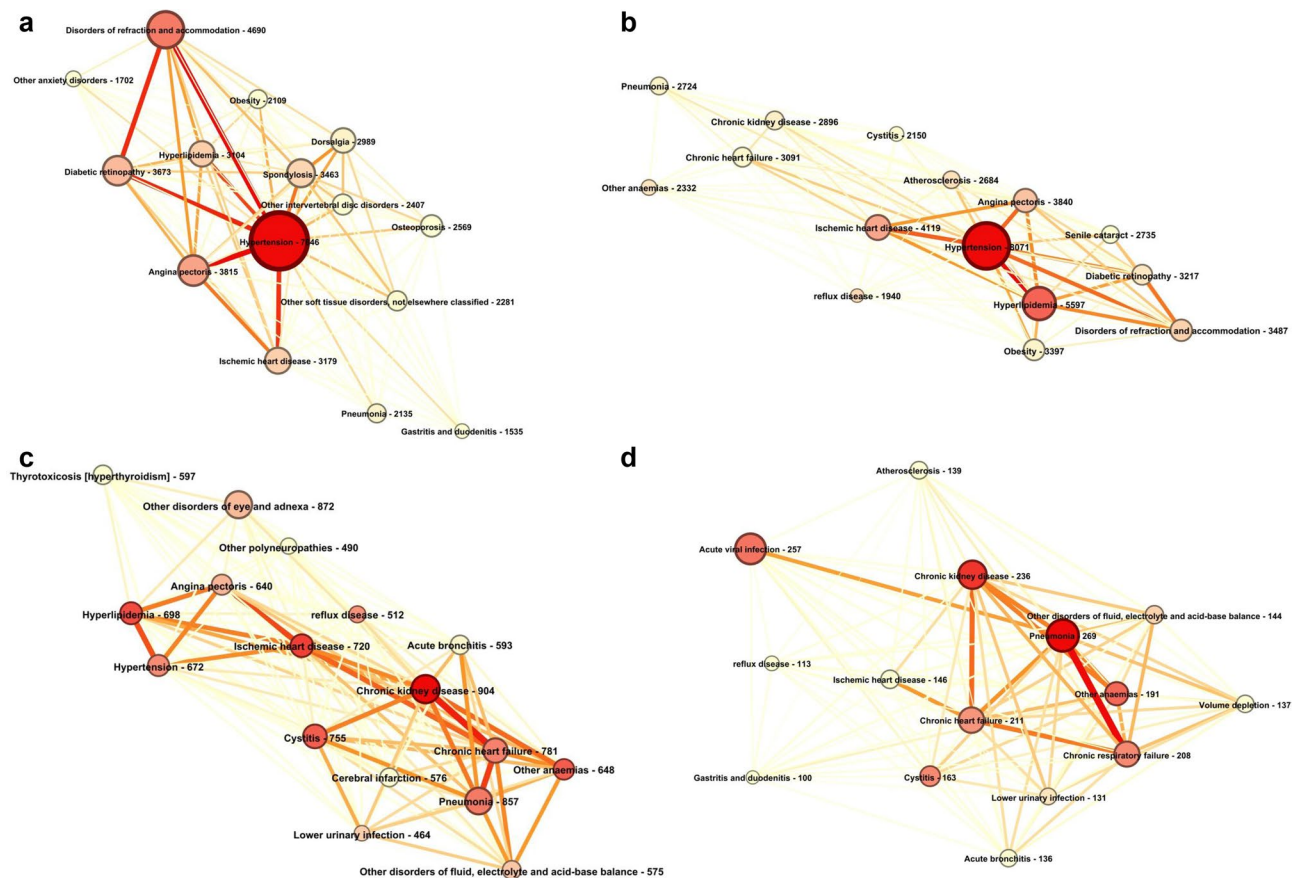 a
Disorders of refraction and accommodation - 4690
Other anxiety disorders - 1702
Obesity - 2109
Dorsalgia - 2989
Hyperlipidemia - 3104
Diabetic retinopathy - 3673
Spondylosis - 3463
Other intervertebral disc disorders - 2407
Osteoporosis - 2569
Hypertension -
Angina pectoris - 3815
Other soft tissue disorders, not elsewhere classified - 2281
Ischemic heart disease - 3179
Pneumonia - 2135
Gastritis and duodenitis - 1535
b
Pneumonia - 2724
Chronic kidney disease - 2896
Cystitis - 2150
Chronic heart failure - 3091
Other anaemias - 2332
Atherosclerosis - 2684
Angina pectoris - 3840
Ischemic heart disease - 4119
Senile cataract - 2735
Hypertension - 8071
Diabetic retinopathy - 3217
reflux disease - 1940
Hyperlipidemia - 5597
Disorders of refraction and accommodation - 3487
Obesity - 3397
c
Thyrotoxicosis [hyperthyroidism] - 597
Other disorders of eye and adnexa - 872
Other polyneuropathies - 490
Angina pectoris - 640
Hyperlipidemia - 698
reflux disease - 512
Ischemic heart disease - 720
Acute bronchitis - 593
Hypertension - 672
Chronic kidney disease - 904
Cystitis - 755
Chronic heart failure - 781
Other anaemias - 648
Cerebral infarction - 576
Pneumonia - 857
Lower urinary infection - 464
Other disorders of fluid, electrolyte and acid-base balance - 575
d
Atherosclerosis - 139
Acute viral infection - 257
Chronic kidney disease - 236
Other disorders of fluid, electrolyte and acid-base balance - 144
Pneumonia - 269
reflux disease - 113
Ischemic heart disease - 146
Other anaemias - 191
Volume depletion - 137
Chronic heart failure - 211
Chronic respiratory failure - 208
Gastritis and duodenitis - 100
Cystitis - 163
Lower urinary infection - 131
Acute bronchitis - 136